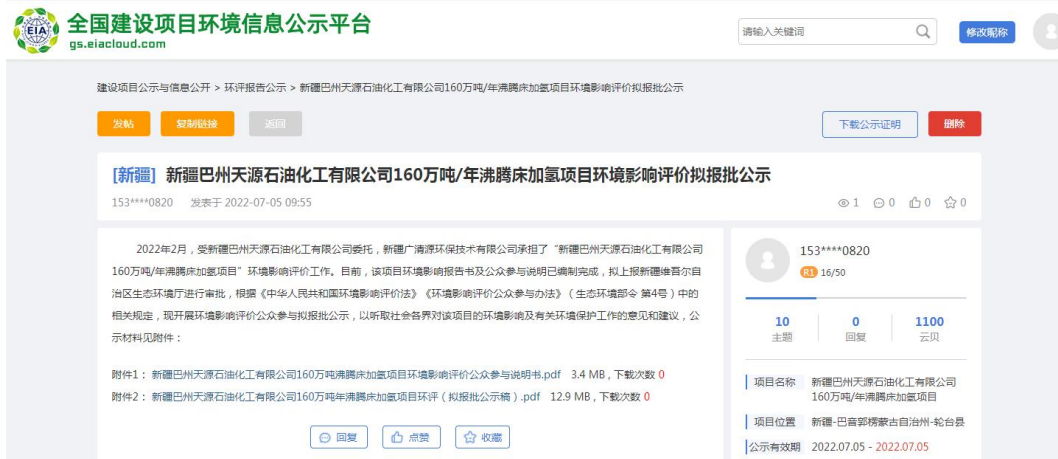 EIA
全国建设项目环境信息公示平台
gs.eiacloud.com
请输入关键词
修改昵称
建设项目公示与信息公开 > 环评报告公示 > 新疆巴州天源石油化工有限公司160万吨/年沸腾床加氢项目环境影响评价拟报批公示
发帖 复制链接 返回 下载公示证明 删除
[新疆] 新疆巴州天源石油化工有限公司160万吨/年沸腾床加氢项目环境影响评价拟报批公示
153****0820 发表于 2022-07-05 09:55
1 0 0 0
2022年2月，受新疆巴州天源石油化工有限公司委托，新疆广清源环保技术有限公司承担了“新疆巴州天源石油化工有限公司
160万吨/年沸腾床加氢项目”环境影响评价工作。目前，该项目环境影响报告书及公众参与说明已编制完成，拟上报新疆维吾尔自
治区生态环境厅进行审批，根据《中华人民共和国环境影响评价法》《环境影响评价公众参与办法》（生态环境部令 第4号）中的
相关规定，现开展环境影响评价公众参与拟报批公示，以听取社会各界对该项目的环境影响及有关环境保护工作的意见和建议，公
示材料见附件：
附件1： 新疆巴州天源石油化工有限公司160万吨沸腾床加氢项目环境影响评价公众参与说明书.pdf 3.4 MB，下载次数 0
附件2： 新疆巴州天源石油化工有限公司160万吨年沸腾床加氢项目环评（拟报批公示稿）.pdf 12.9 MB，下载次数 0
回复 点赞 收藏
153****0820
R1 16/50
10 0 1100
主题 回复 云贝
项目名称 新疆巴州天源石油化工有限公司
160万吨/年沸腾床加氢项目
项目位置 新疆-巴音郭楞蒙古自治州-轮台县
公示有效期 2022.07.05 - 2022.07.05